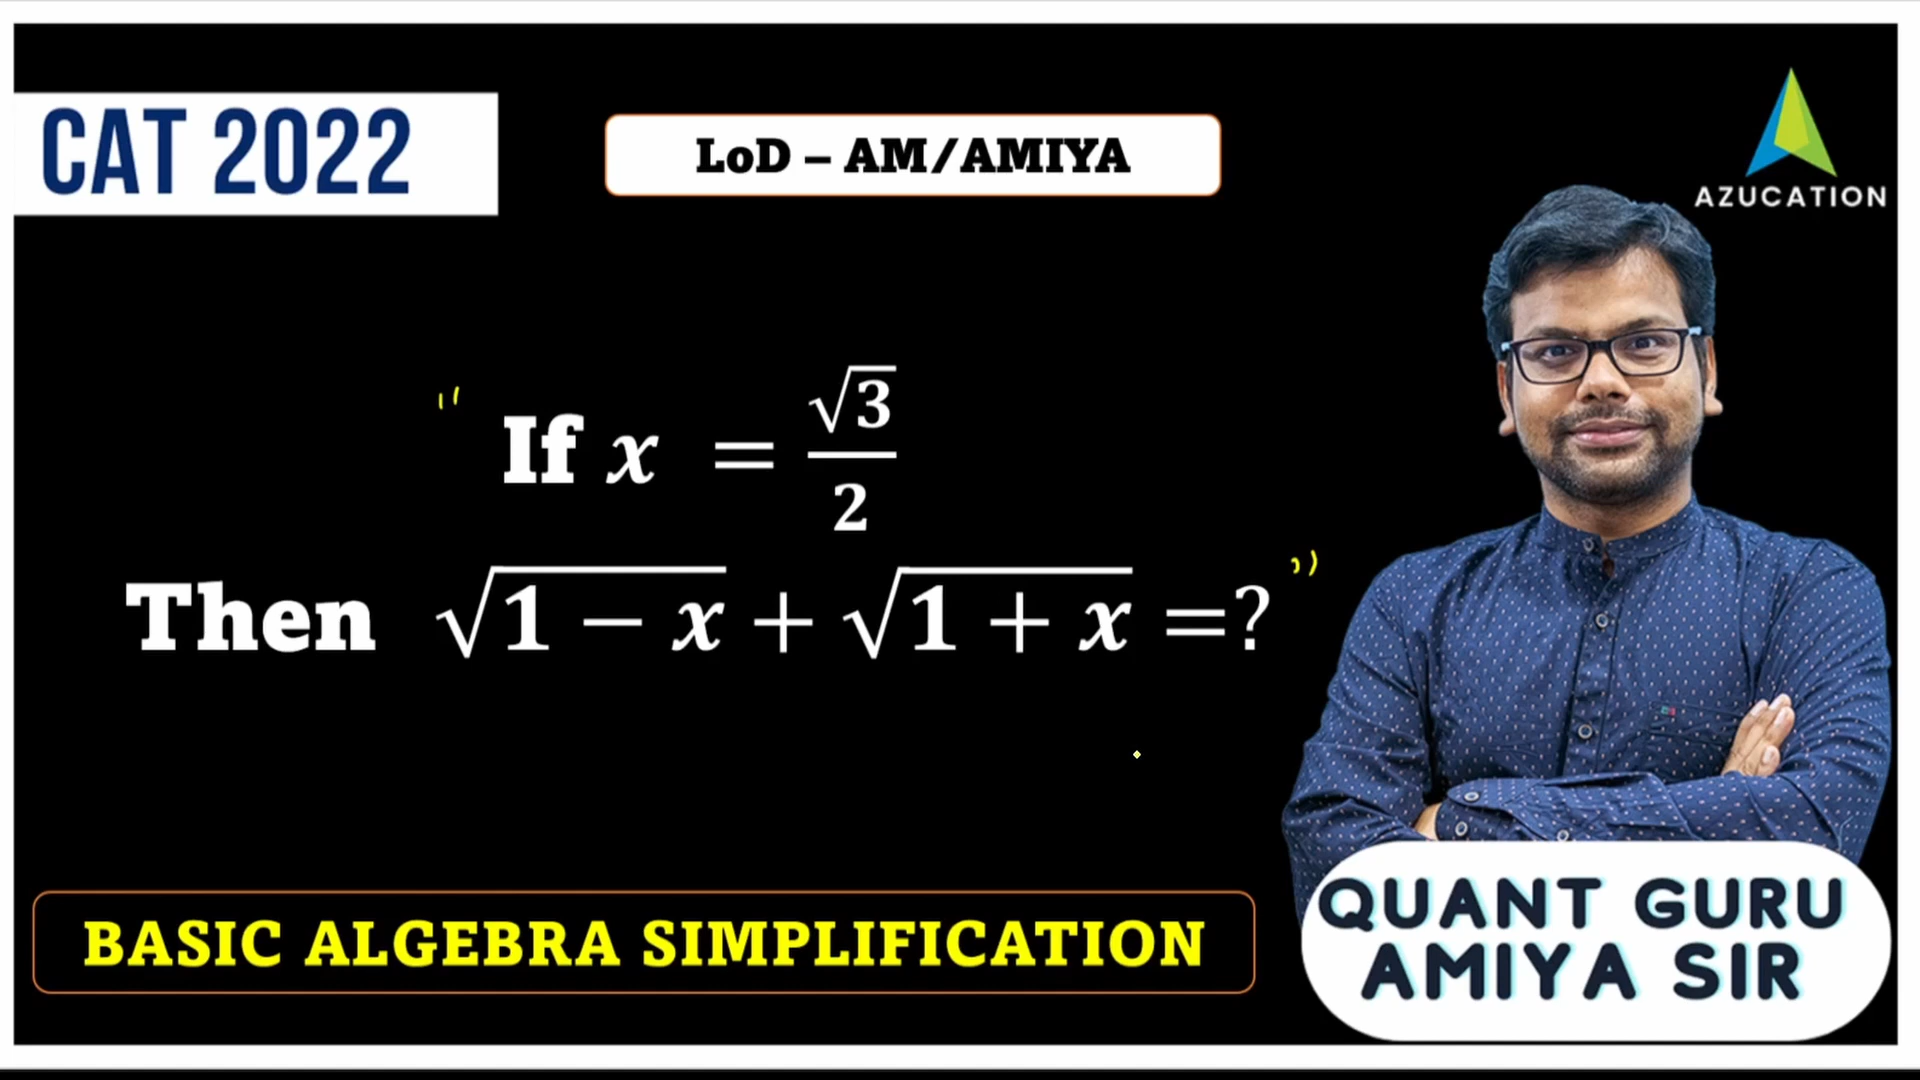 CAT 2022
LoD – AM/AMIYA
AZUCATION
" If x = √3/2
Then √1 − x + √1 + x =? "
BASIC ALGEBRA SIMPLIFICATION
QUANT GURU
AMIYA SIR